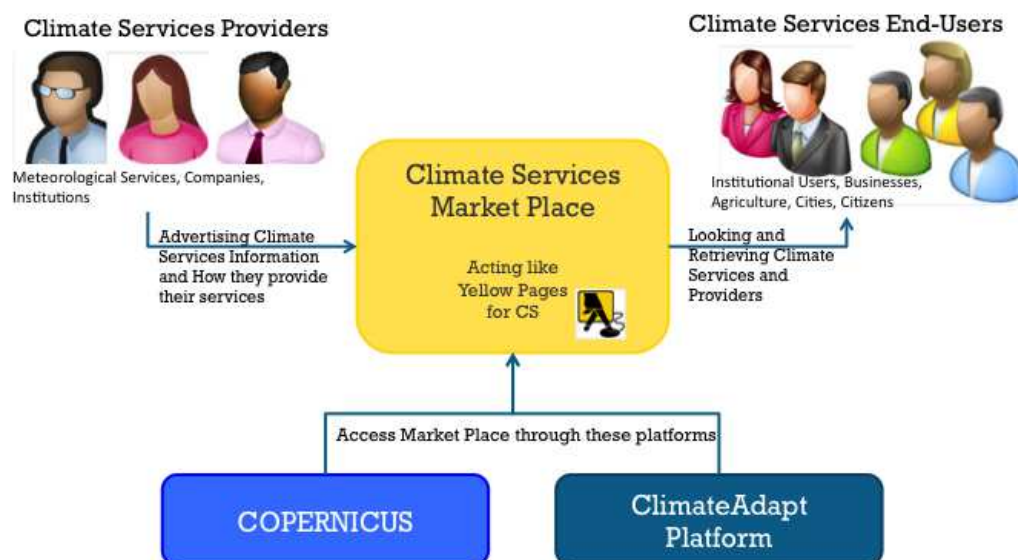 Climate Services Providers
Meteorological Services, Companies,
Institutions
Advertising Climate
Services Information
and How they provide
their services
Climate Services
Market Place
Acting like
Yellow Pages
for CS
Climate Services End-Users
Institutional Users, Businesses,
Agriculture, Cities, Citizens
Looking and
Retrieving Climate
Services and
Providers
Access Market Place through these platforms
COPERNICUS
ClimateAdapt
Platform